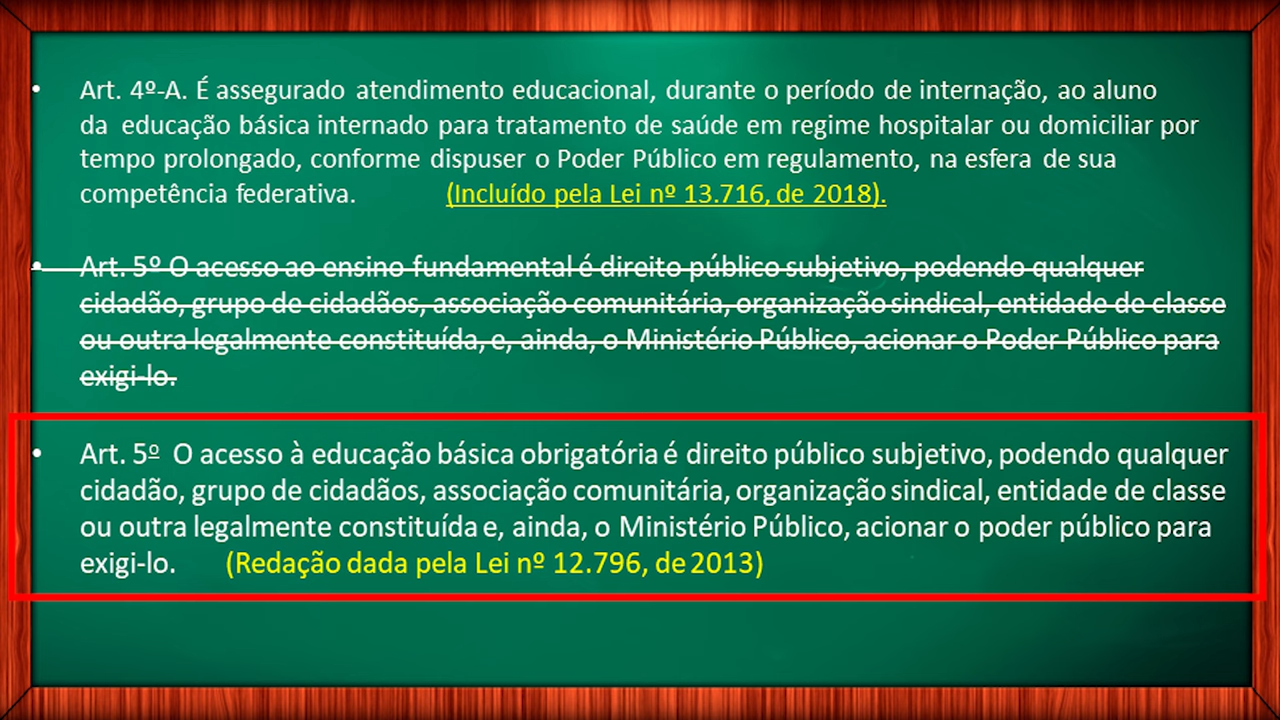 • Art. 4º-A. É assegurado atendimento educacional, durante o período de internação, ao aluno
da educação básica internado para tratamento de saúde em regime hospitalar ou domiciliar por
tempo prolongado, conforme dispuser o Poder Público em regulamento, na esfera de sua
competência federativa. (Incluído pela Lei nº 13.716, de 2018).
• Art. 5º O acesso ao ensino fundamental é direito público subjetivo, podendo qualquer
cidadão, grupo de cidadãos, associação comunitária, organização sindical, entidade de classe
ou outra legalmente constituída, e, ainda, o Ministério Público, acionar o Poder Público para
exigi-lo.
• Art. 5º O acesso à educação básica obrigatória é direito público subjetivo, podendo qualquer
cidadão, grupo de cidadãos, associação comunitária, organização sindical, entidade de classe
ou outra legalmente constituída e, ainda, o Ministério Público, acionar o poder público para
exigi-lo. (Redação dada pela Lei nº 12.796, de 2013)